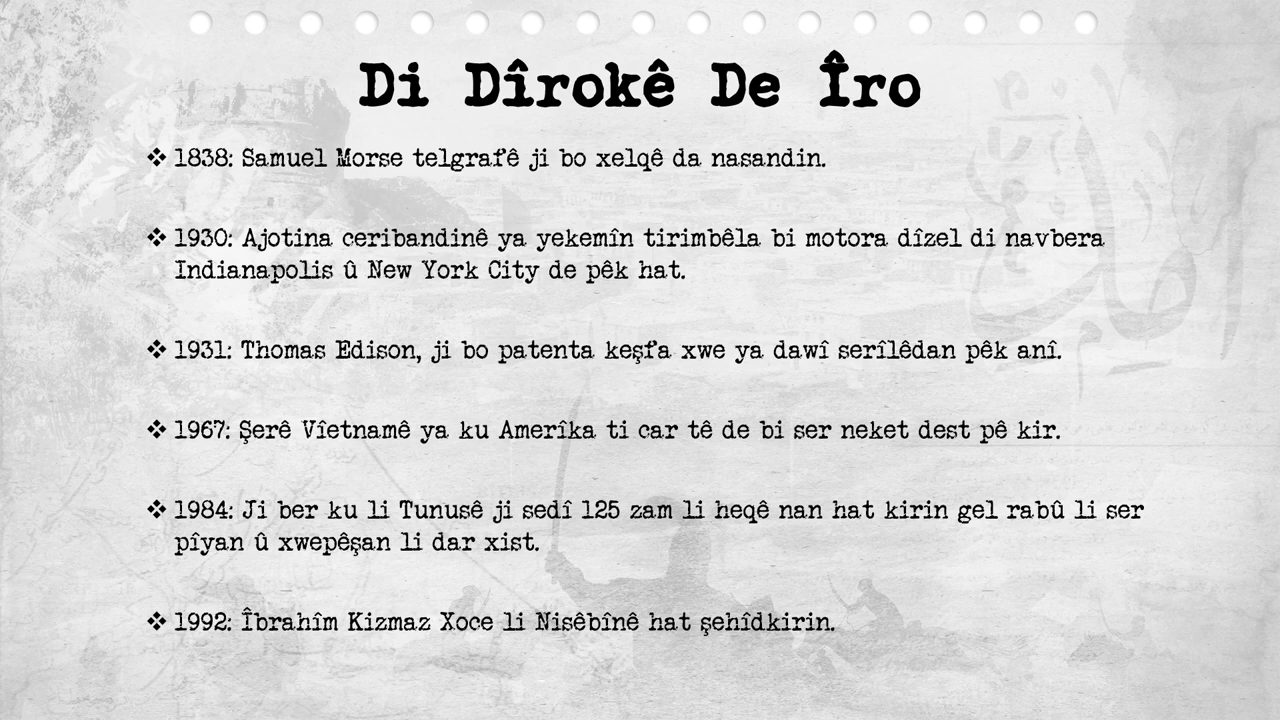 Di Dîrokê De Îro
❖ 1838: Samuel Morse telgrafê ji bo xelqê da nasandin.
❖ 1930: Ajotina ceribandinê ya yekemîn tirimbêla bi motora dîzel di navbera
Indianapolis û New York City de pêk hat.
❖ 1931: Thomas Edison, ji bo patenta keşfa xwe ya dawî serîlêdan pêk anî.
❖ 1967: Şerê Vîetnamê ya ku Amerîka ti car tê de bi ser neket dest pê kir.
❖ 1984: Ji ber ku li Tunusê ji sedî 125 zam li heqê nan hat kirin gel rabû li ser
pîyan û xwepêşan li dar xist.
❖ 1992: Îbrahîm Kizmaz Xoce li Nisêbînê hat şehîdkirin.